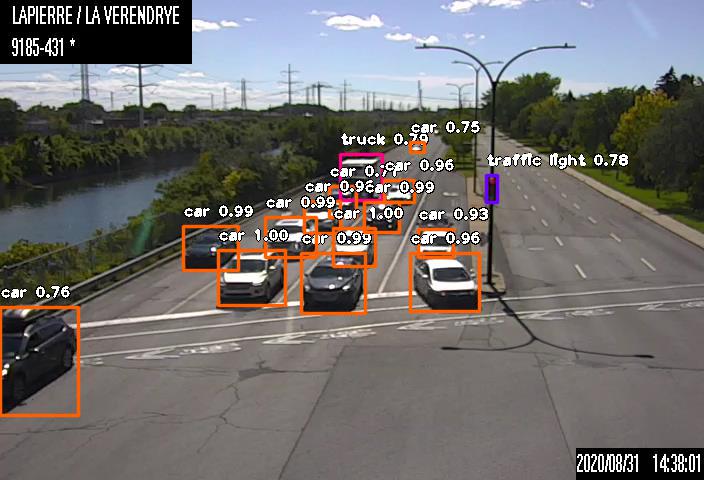 LAPIERRE / LA VERENDRYE
9185-431 *
car 0.75
truck 0.79
car 0.96
traffic light 0.78
car 0.99
car 0.99
car 0.99
car 1.00
car 0.93
car 1.00
car 0.99
car 0.96
car 0.76
2020/08/31 14:38:01